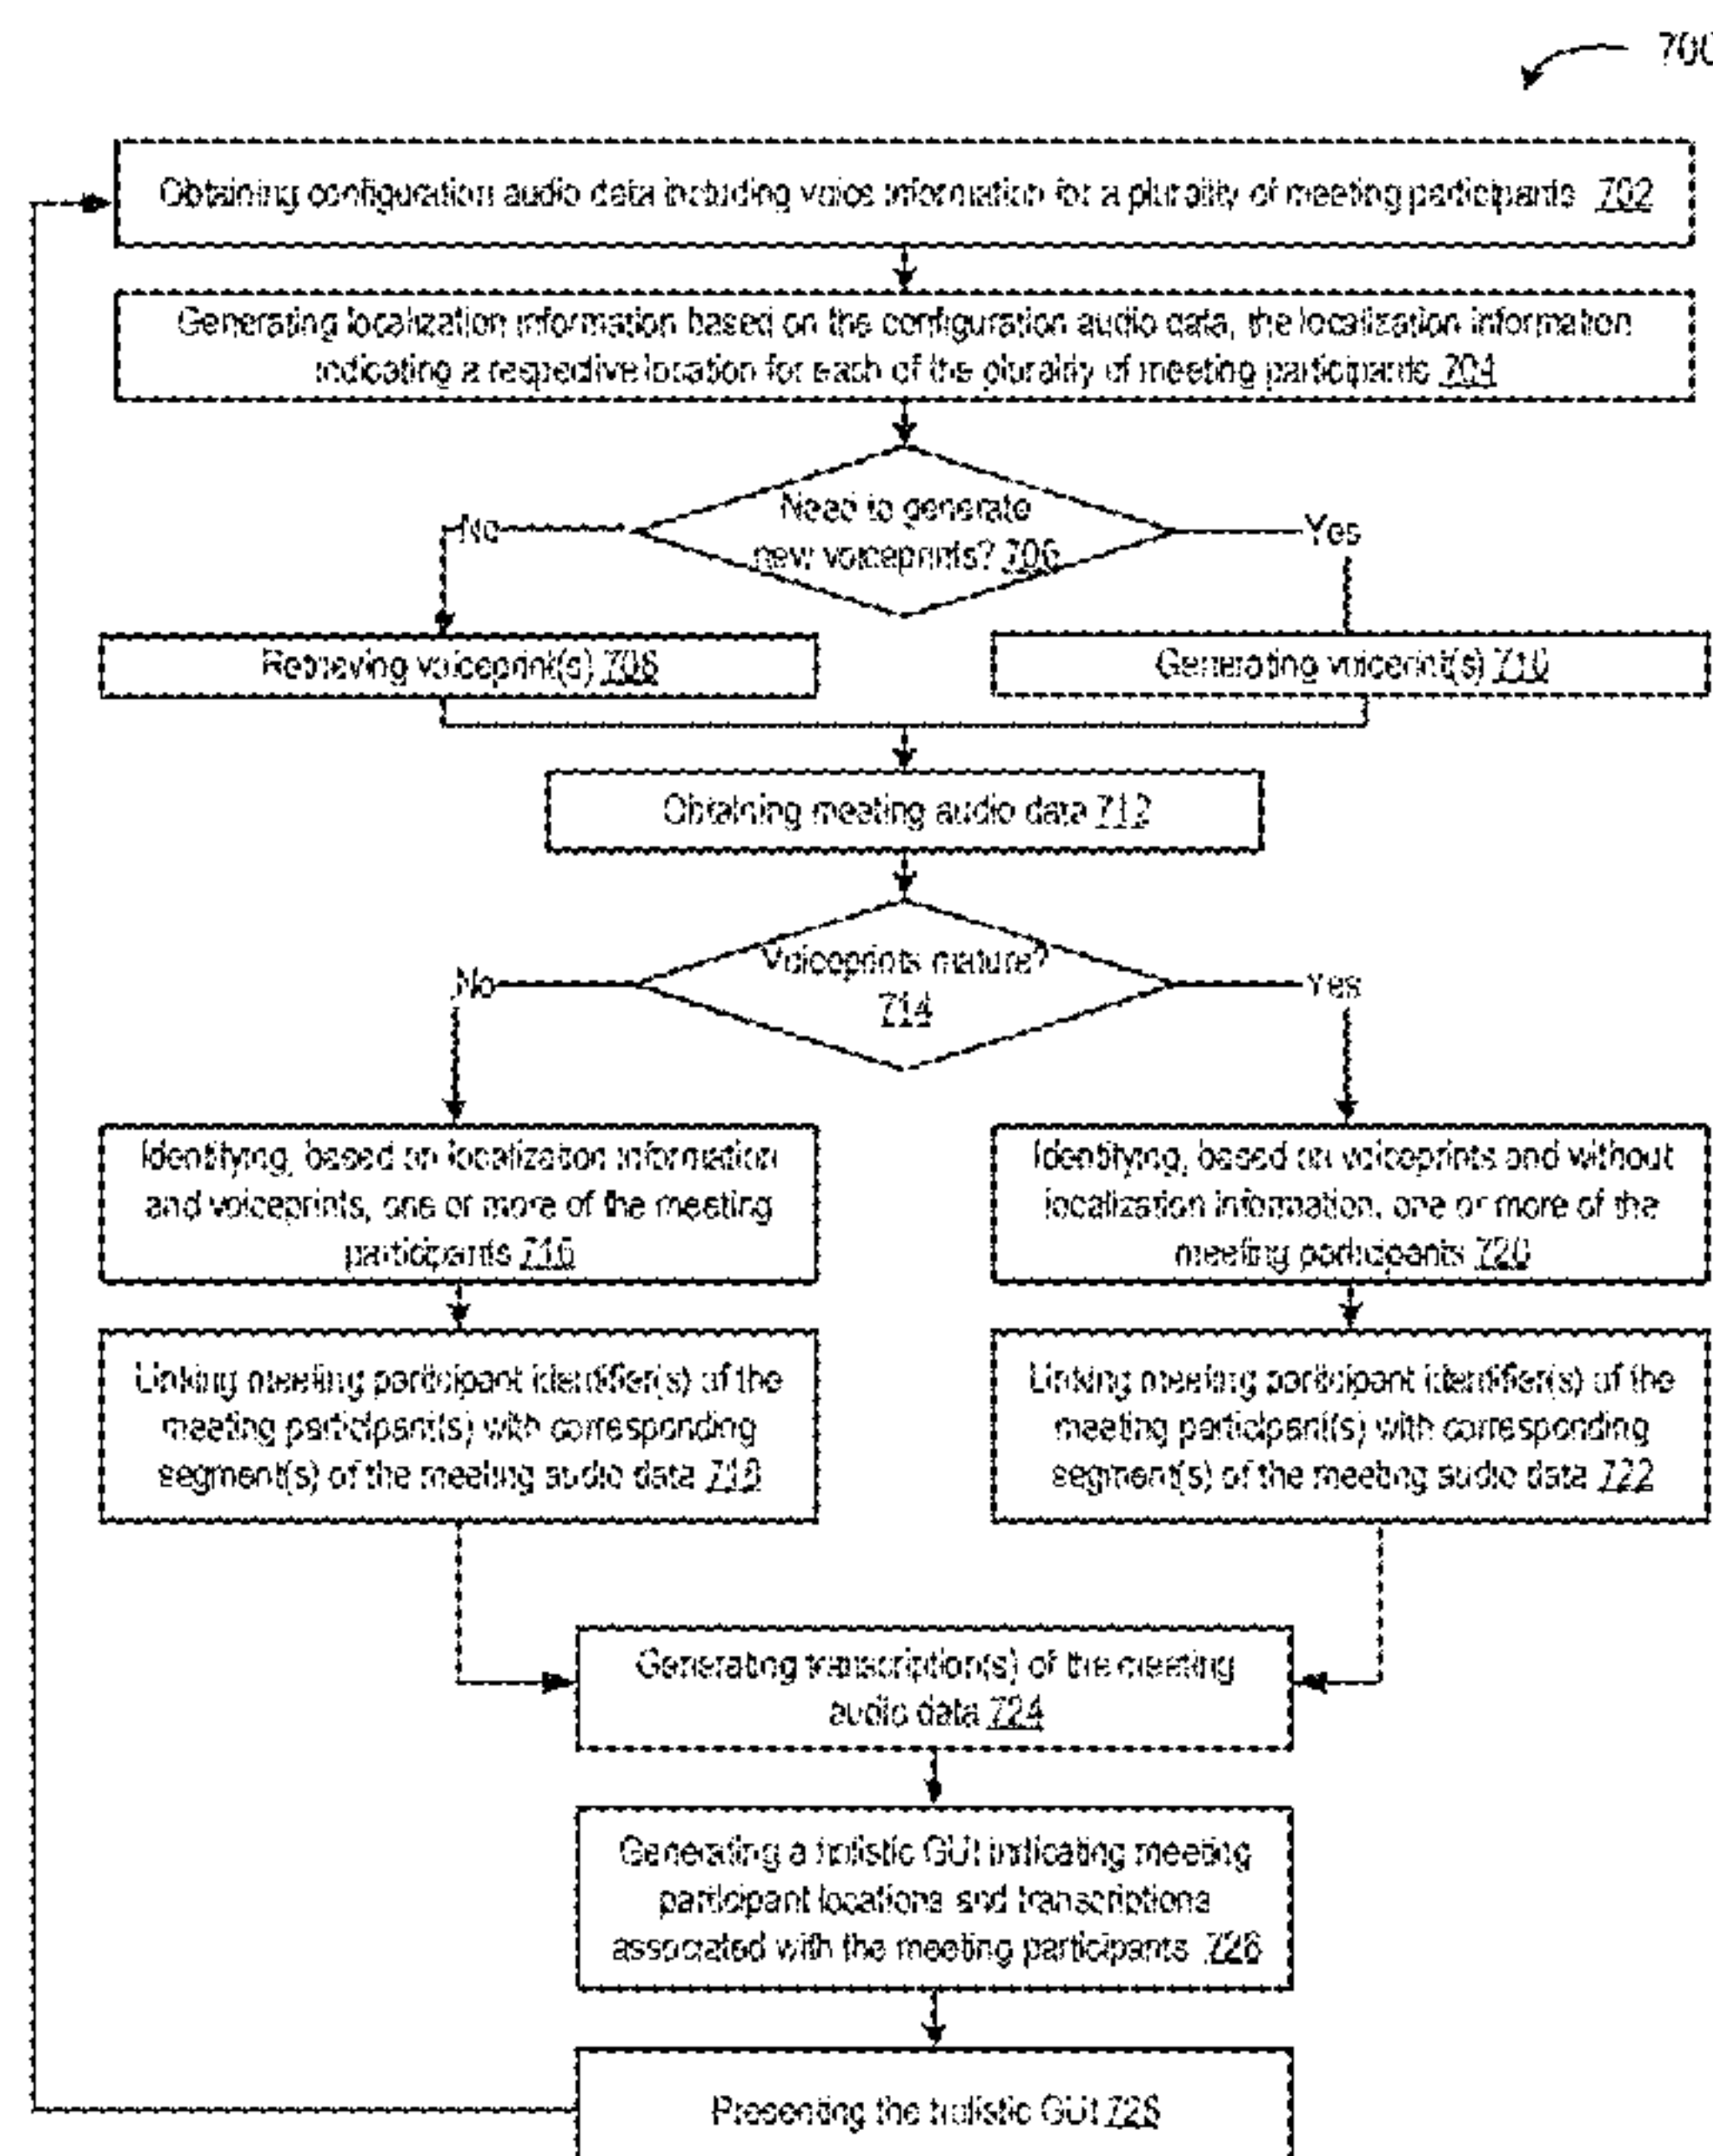 700
Obtaining configuration audio data including voice information for a plurality of meeting participants 702
Generating localization information based on the configuration audio data, the localization information
indicating a respective location for each of the plurality of meeting participants 704
Need to generate
new voiceprints? 706
No
Yes
Retrieving voiceprint(s) 708
Generating voicerint(s) 710
Obtaining meeting audio data 712
Voiceprints mature?
714
No
Yes
Identifying, based on localization information
and voiceprints, one or more of the meeting
participants 716
Identifying, based on voiceprints and without
localization information, one or more of the
meeting participants 720
Linking meeting participant identifier(s) of the
meeting participant(s) with corresponding
segment(s) of the meeting audio data 718
Linking meeting participant identifier(s) of the
meeting participant(s) with corresponding
segment(s) of the meeting audio data 722
Generating transcription(s) of the meeting
audio data 724
Generating a holistic GUI indicating meeting
participant locations and transcriptions
associated with the meeting participants 726
Presenting the holistic GUI 728